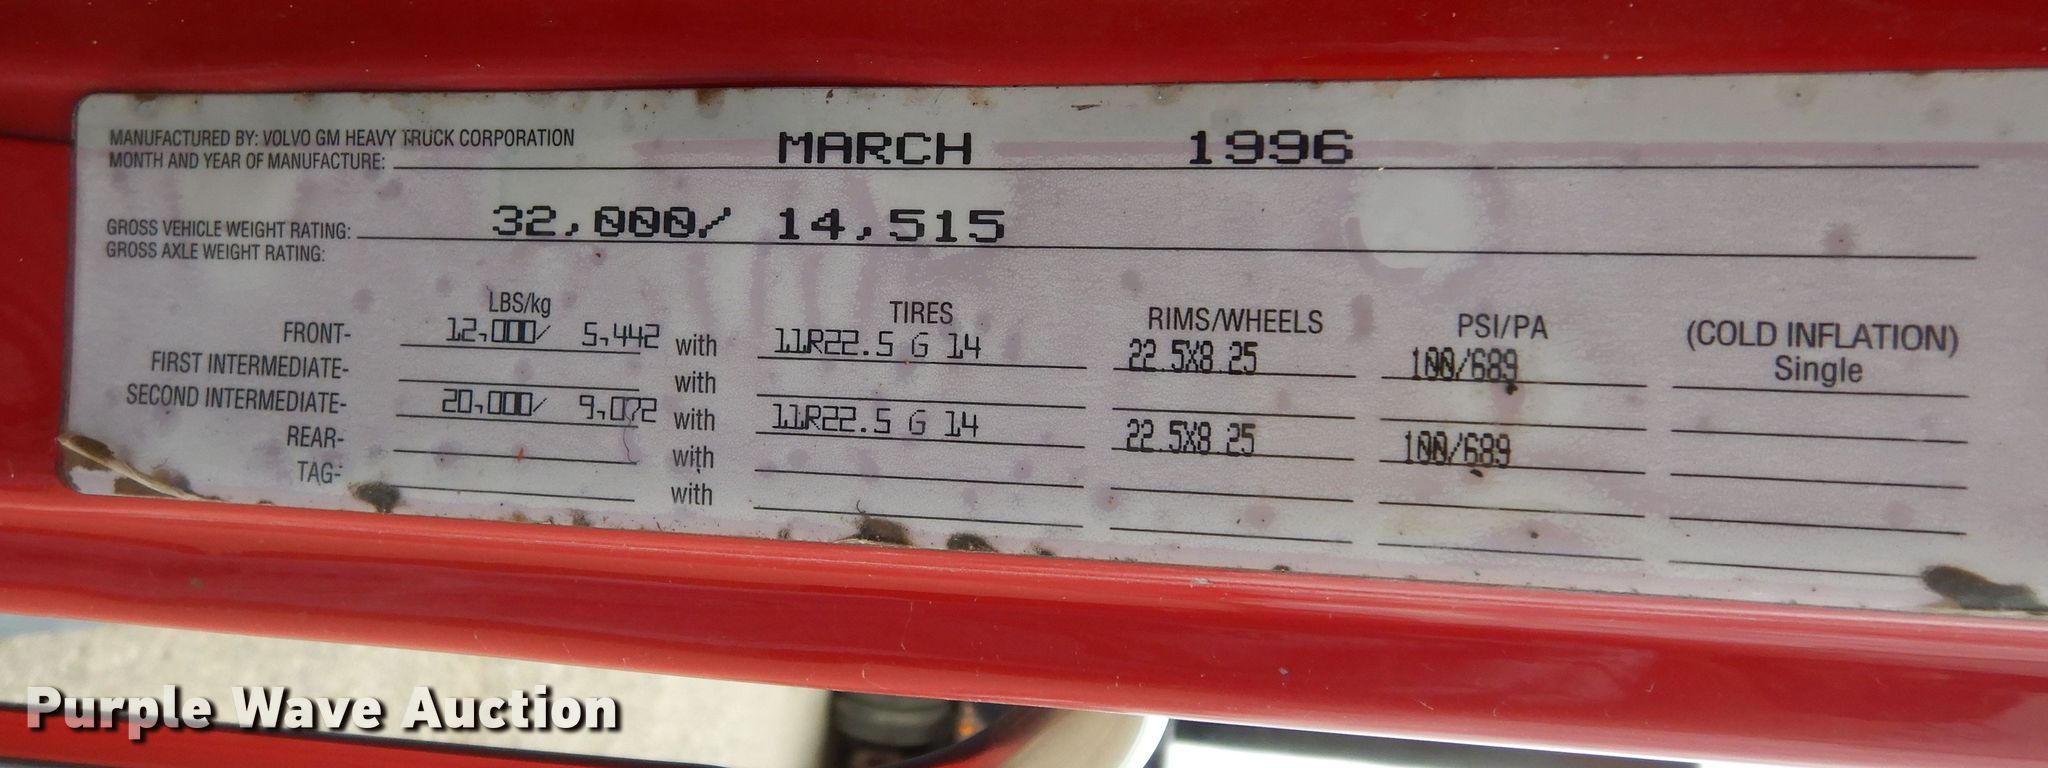 MANUFACTURED BY: VOLVO GM HEAVY TRUCK CORPORATION
MONTH AND YEAR OF MANUFACTURE: MARCH 1996
GROSS VEHICLE WEIGHT RATING: 32,000/ 14,515
GROSS AXLE WEIGHT RATING:
LBS/kg TIRES RIMS/WHEELS PSI/PA (COLD INFLATION)
FRONT- 12,000/ 5,442 with 11R22.5 G 14 22.5X8.25 100/689 Single
FIRST INTERMEDIATE- with
SECOND INTERMEDIATE- 20,000/ 9,072 with 11R22.5 G 14 22.5X8.25 100/689
REAR- with
TAG- with
Purple Wave Auction